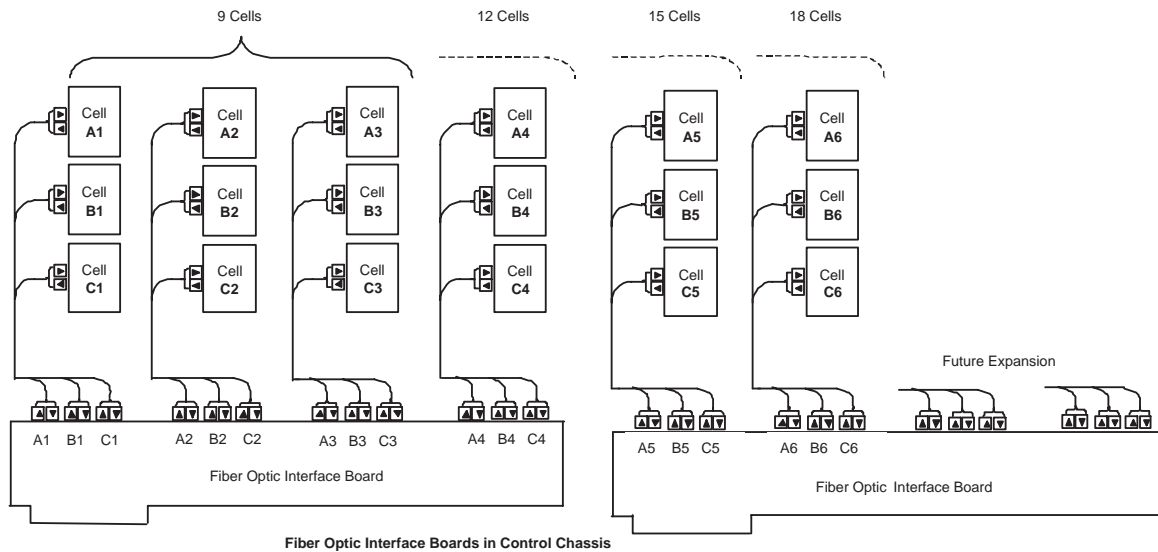 9 Cells
12 Cells
15 Cells
18 Cells
Cell
A1
Cell
A2
Cell
A3
Cell
A4
Cell
A5
Cell
A6
Cell
B1
Cell
B2
Cell
B3
Cell
B4
Cell
B5
Cell
B6
Cell
C1
Cell
C2
Cell
C3
Cell
C4
Cell
C5
Cell
C6
Future Expansion
A1 B1 C1 A2 B2 C2 A3 B3 C3 A4 B4 C4
A5 B5 C5 A6 B6 C6
Fiber Optic Interface Board
Fiber Optic Interface Board
Fiber Optic Interface Boards in Control Chassis